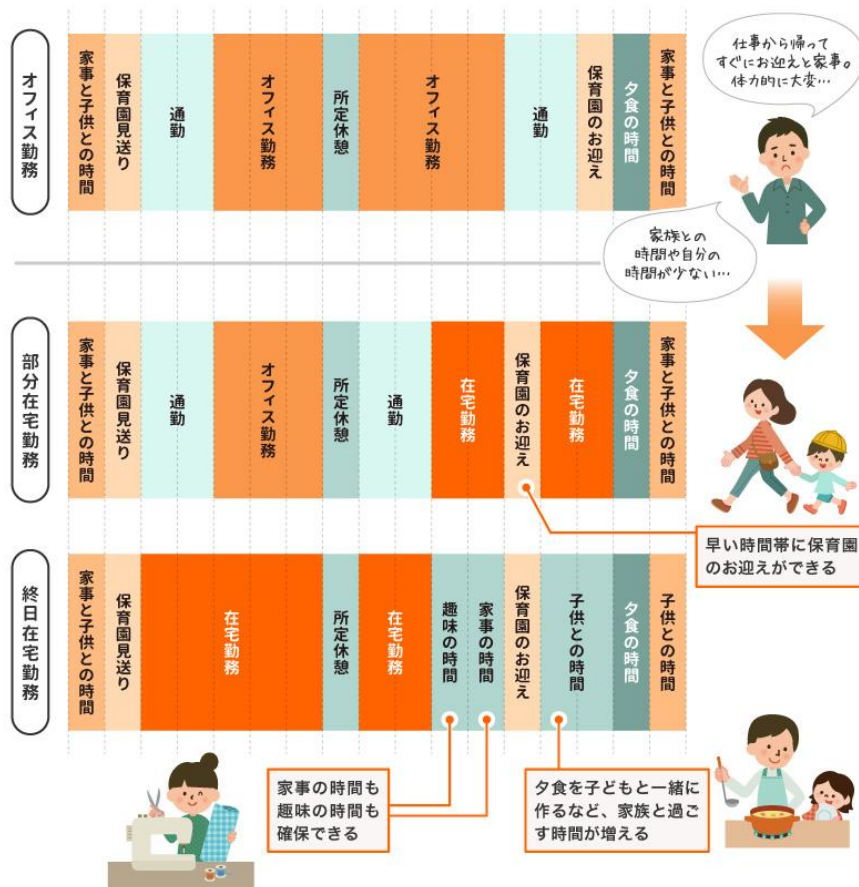 オフィス勤務
家事と子供との時間
保育園見送り
通勤
オフィス勤務
所定休憩
オフィス勤務
通勤
保育園のお迎え
夕食の時間
家事と子供との時間
仕事から帰って
すぐにお迎えと家事。
体力的に大変…
家族との
時間や自分の
時間が少ない…
部分在宅勤務
家事と子供との時間
保育園見送り
通勤
オフィス勤務
所定休憩
通勤
在宅勤務
保育園のお迎え
在宅勤務
夕食の時間
家事と子供との時間
早い時間帯に保育園
のお迎えができる
終日在宅勤務
家事と子供との時間
保育園見送り
在宅勤務
所定休憩
在宅勤務
趣味の時間
家事の時間
保育園のお迎え
子供との時間
夕食の時間
子供との時間
家事の時間も
趣味の時間も
確保できる
夕食を子どもと一緒に
作るなど、家族と過ご
す時間が増える